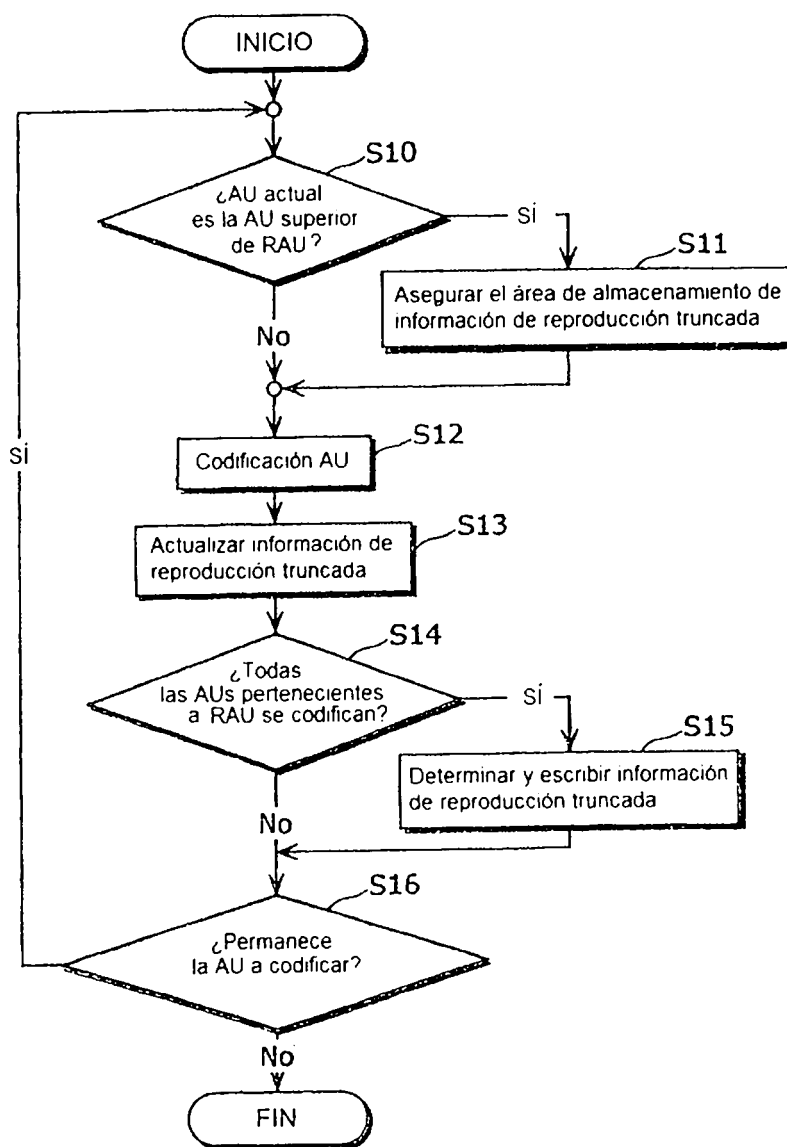 INICIO
S10
¿AU actual
es la AU superior
de RAU?
SÍ
S11
Asegurar el área de almacenamiento de
información de reproducción truncada
No
S12
Codificación AU
SÍ
S13
Actualizar información de
reproducción truncada
S14
¿Todas
las AUs pertenecientes
a RAU se codifican?
SÍ
S15
Determinar y escribir información
de reproducción truncada
No
S16
¿Permanece
la AU a codificar?
No
FIN